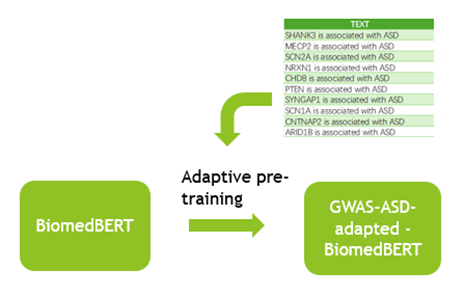 TEXT
SHANK3 is associated with ASD
MECP2 is associated with ASD
SCN2A is associated with ASD
NRXN1 is associated with ASD
CHD8 is associated with ASD
PTEN is associated with ASD
SYNGAP1 is associated with ASD
SCN1A is associated with ASD
CNTNAP2 is associated with ASD
ARID1B is associated with ASD
Adaptive pre-
training
BiomedBERT
GWAS-ASD-
adapted -
BiomedBERT